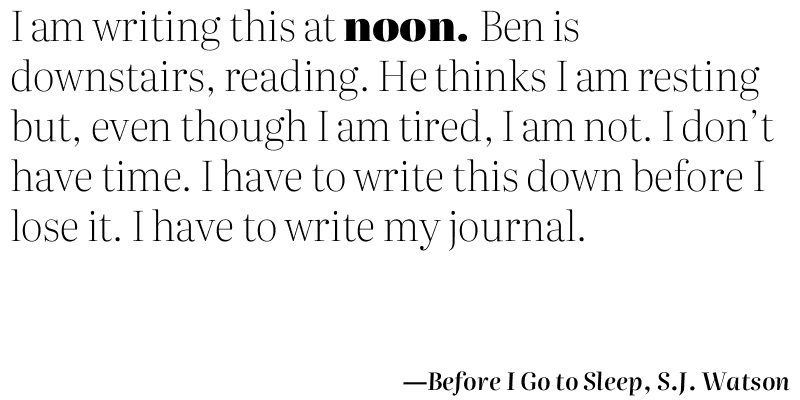 I am writing this at noon. Ben is
downstairs, reading. He thinks I am resting
but, even though I am tired, I am not. I don’t
have time. I have to write this down before I
lose it. I have to write my journal.
—Before I Go to Sleep, S.J. Watson